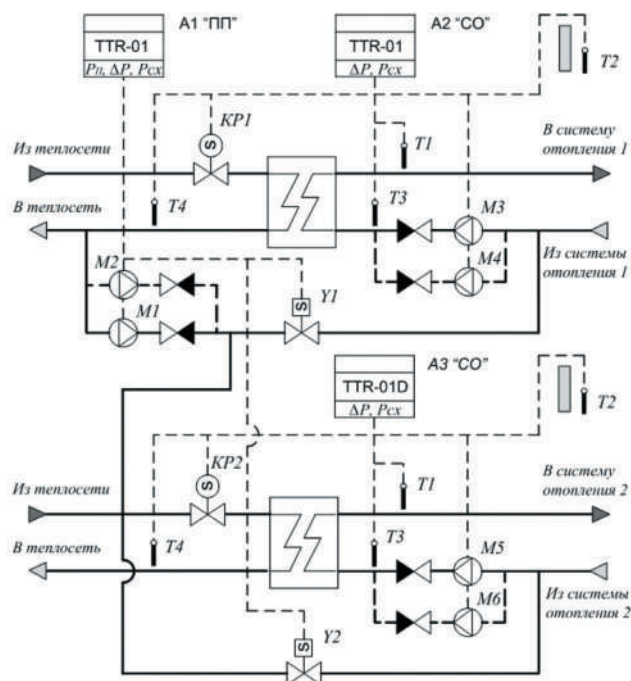 A1 "ПП"
TTR-01
Pп, ΔP, Pсх
A2 "СО"
TTR-01
ΔP, Pсх
T2
KP1
T1
Из теплосети
В систему
отопления 1
В теплосеть
T4
T3
M3
M4
Из системы
отопления 1
M2
M1
Y1
A3 "СО"
TTR-01D
ΔP, Pсх
T2
KP2
T1
Из теплосети
В систему
отопления 2
В теплосеть
T4
T3
M5
M6
Из системы
отопления 2
Y2
S
S
S
S